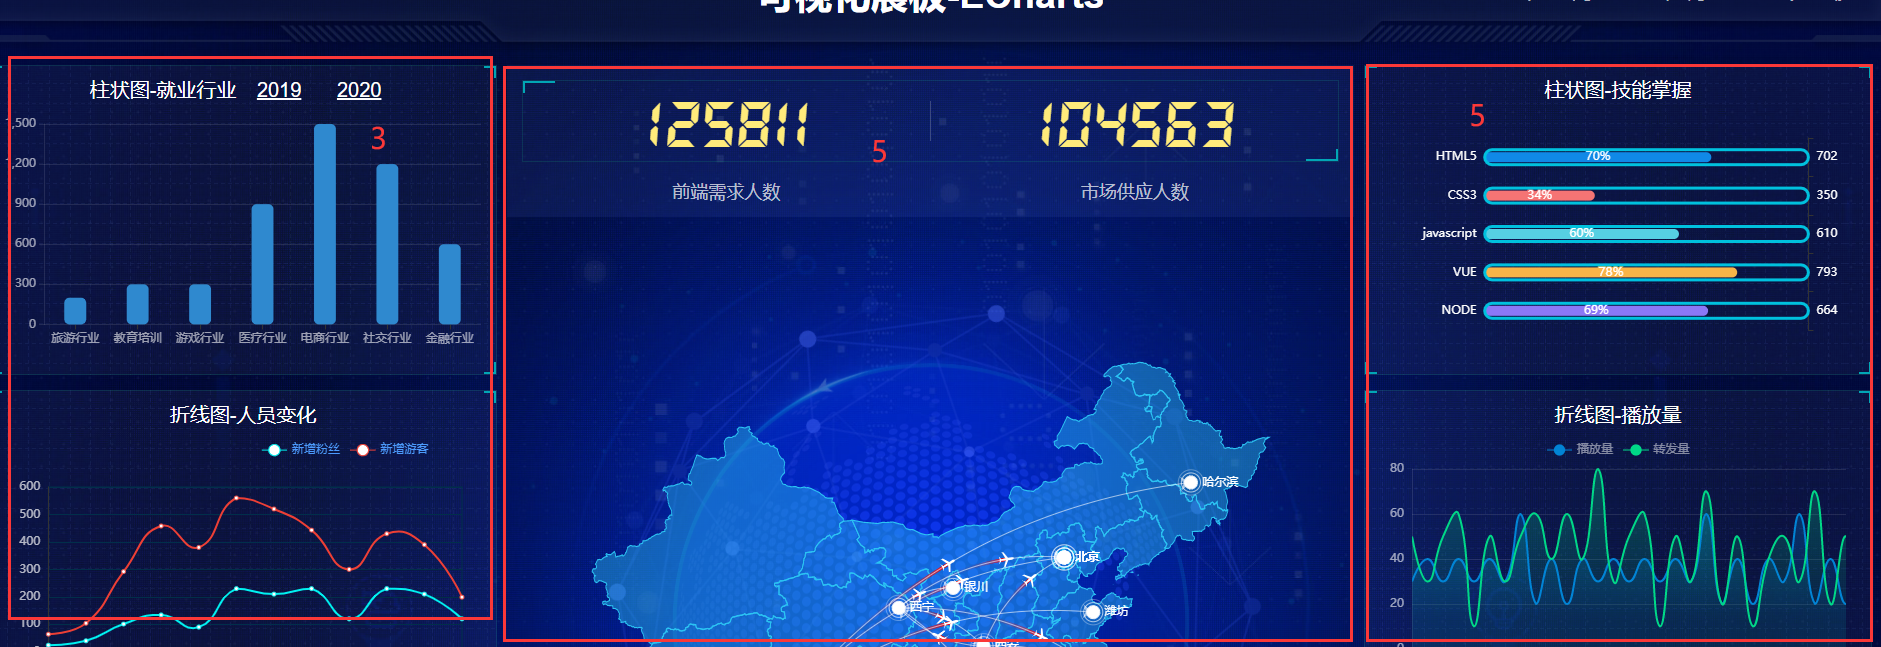 可视化展板-ECharts
柱状图-就业行业 2019 2020
3
1,500
1,200
900
600
300
0
旅游行业 教育培训 游戏行业 医疗行业 电商行业 社交行业 金融行业
折线图-人员变化
新增粉丝 新增游客
600
500
400
300
200
100
125811 104563
5
前端需求人数 市场供应人数
哈尔滨
北京
银川
西宁
潍坊
柱状图-技能掌握
5
HTML5 70% 702
CSS3 34% 350
javascript 60% 610
VUE 78% 793
NODE 69% 664
折线图-播放量
播放量 转发量
80
60
40
20
0